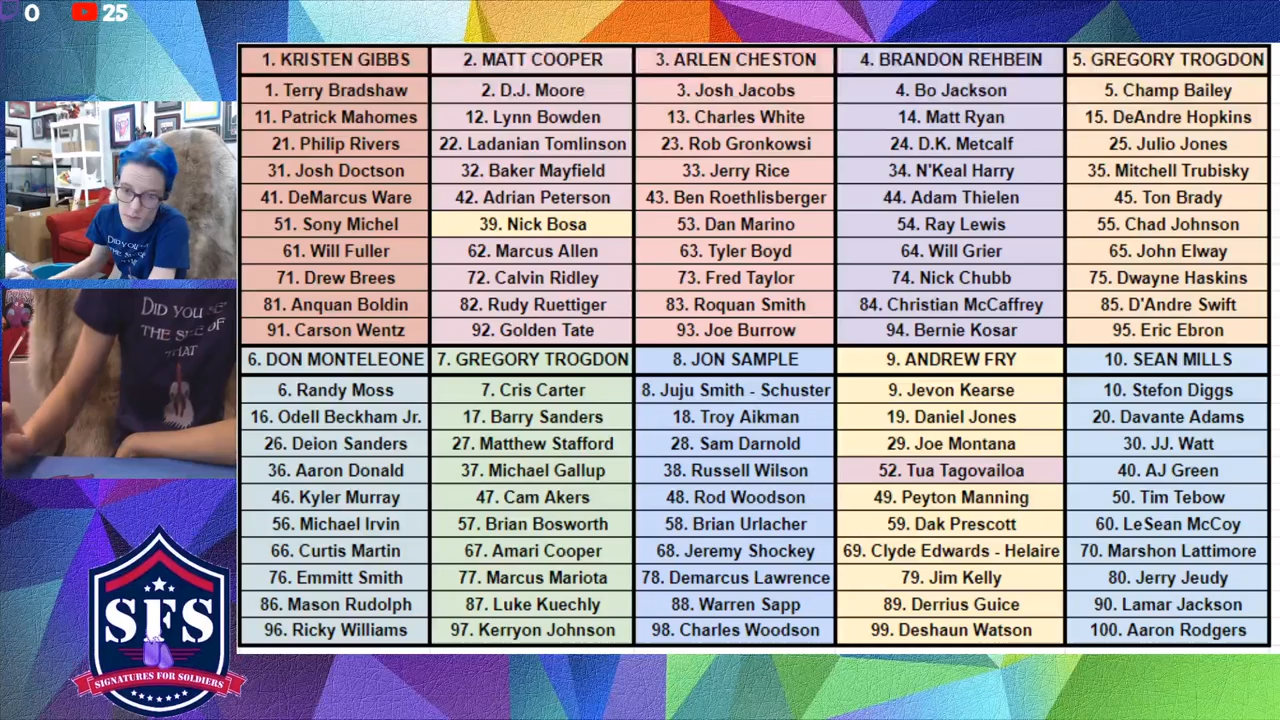 0 25
1. KRISTEN GIBBS 2. MATT COOPER 3. ARLEN CHESTON 4. BRANDON REHBEIN 5. GREGORY TROGDON
1. Terry Bradshaw 2. D.J. Moore 3. Josh Jacobs 4. Bo Jackson 5. Champ Bailey
11. Patrick Mahomes 12. Lynn Bowden 13. Charles White 14. Matt Ryan 15. DeAndre Hopkins
21. Philip Rivers 22. Ladanian Tomlinson 23. Rob Gronkowsi 24. D.K. Metcalf 25. Julio Jones
31. Josh Doctson 32. Baker Mayfield 33. Jerry Rice 34. N'Keal Harry 35. Mitchell Trubisky
41. DeMarcus Ware 42. Adrian Peterson 43. Ben Roethlisberger 44. Adam Thielen 45. Ton Brady
51. Sony Michel 39. Nick Bosa 53. Dan Marino 54. Ray Lewis 55. Chad Johnson
61. Will Fuller 62. Marcus Allen 63. Tyler Boyd 64. Will Grier 65. John Elway
71. Drew Brees 72. Calvin Ridley 73. Fred Taylor 74. Nick Chubb 75. Dwayne Haskins
81. Anquan Boldin 82. Rudy Ruettiger 83. Roquan Smith 84. Christian McCaffrey 85. D'Andre Swift
91. Carson Wentz 92. Golden Tate 93. Joe Burrow 94. Bernie Kosar 95. Eric Ebron
6. DON MONTELEONE 7. GREGORY TROGDON 8. JON SAMPLE 9. ANDREW FRY 10. SEAN MILLS
6. Randy Moss 7. Cris Carter 8. Juju Smith - Schuster 9. Jevon Kearse 10. Stefon Diggs
16. Odell Beckham Jr. 17. Barry Sanders 18. Troy Aikman 19. Daniel Jones 20. Davante Adams
26. Deion Sanders 27. Matthew Stafford 28. Sam Darnold 29. Joe Montana 30. JJ. Watt
36. Aaron Donald 37. Michael Gallup 38. Russell Wilson 52. Tua Tagovailoa 40. AJ Green
46. Kyler Murray 47. Cam Akers 48. Rod Woodson 49. Peyton Manning 50. Tim Tebow
56. Michael Irvin 57. Brian Bosworth 58. Brian Urlacher 59. Dak Prescott 60. LeSean McCoy
66. Curtis Martin 67. Amari Cooper 68. Jeremy Shockey 69. Clyde Edwards - Helaire 70. Marshon Lattimore
76. Emmitt Smith 77. Marcus Mariota 78. Demarcus Lawrence 79. Jim Kelly 80. Jerry Jeudy
86. Mason Rudolph 87. Luke Kuechly 88. Warren Sapp 89. Derrius Guice 90. Lamar Jackson
96. Ricky Williams 97. Kerryon Johnson 98. Charles Woodson 99. Deshaun Watson 100. Aaron Rodgers
DID YOU
THE SIZE OF
THAT
SFS
SIGNATURES FOR SOLDIERS